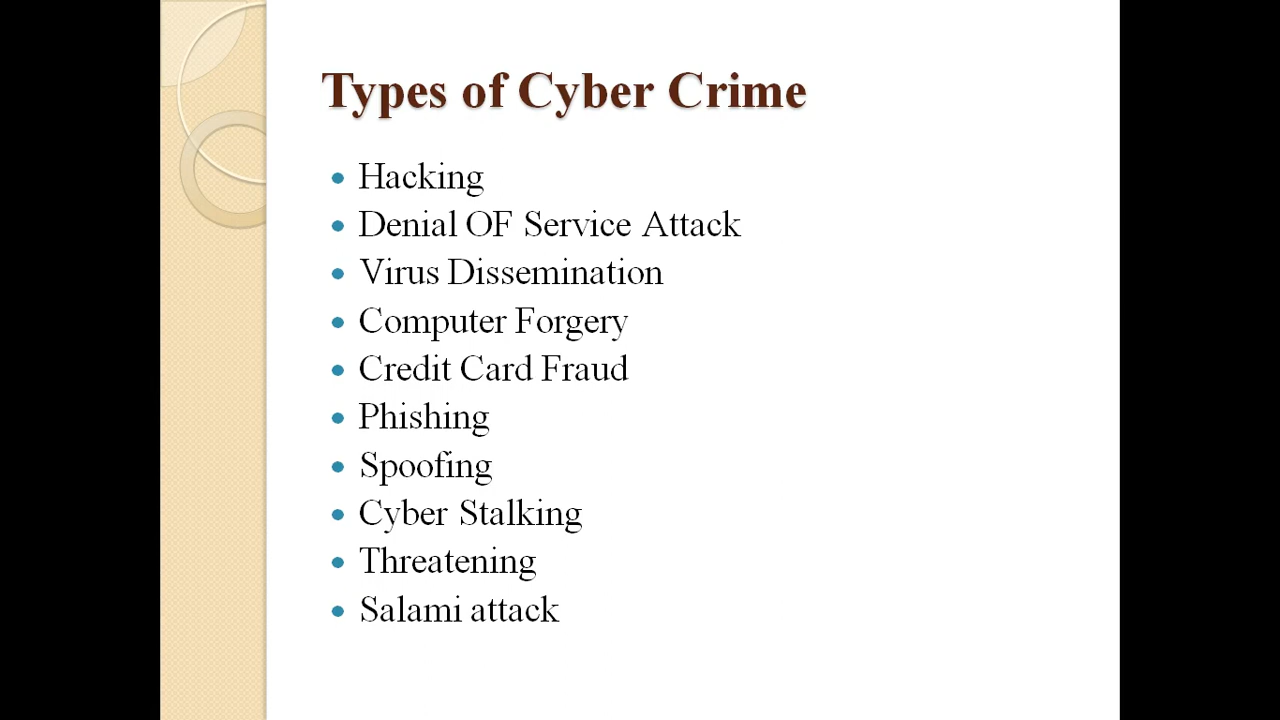 Types of Cyber Crime
Hacking
Denial OF Service Attack
Virus Dissemination
Computer Forgery
Credit Card Fraud
Phishing
Spoofing
Cyber Stalking
Threatening
Salami attack